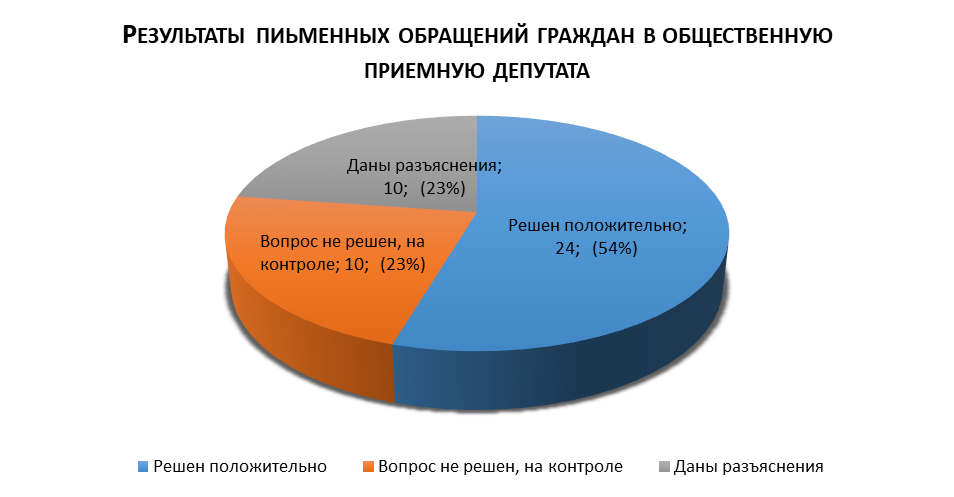 Результаты пиьменных обращений граждан в общественную
приемную депутата
Даны разъяснения;
10; (23%)
Решен положительно;
24; (54%)
Вопрос не решен, на
контроле; 10; (23%)
Решен положительно
Вопрос не решен, на контроле
Даны разъяснения